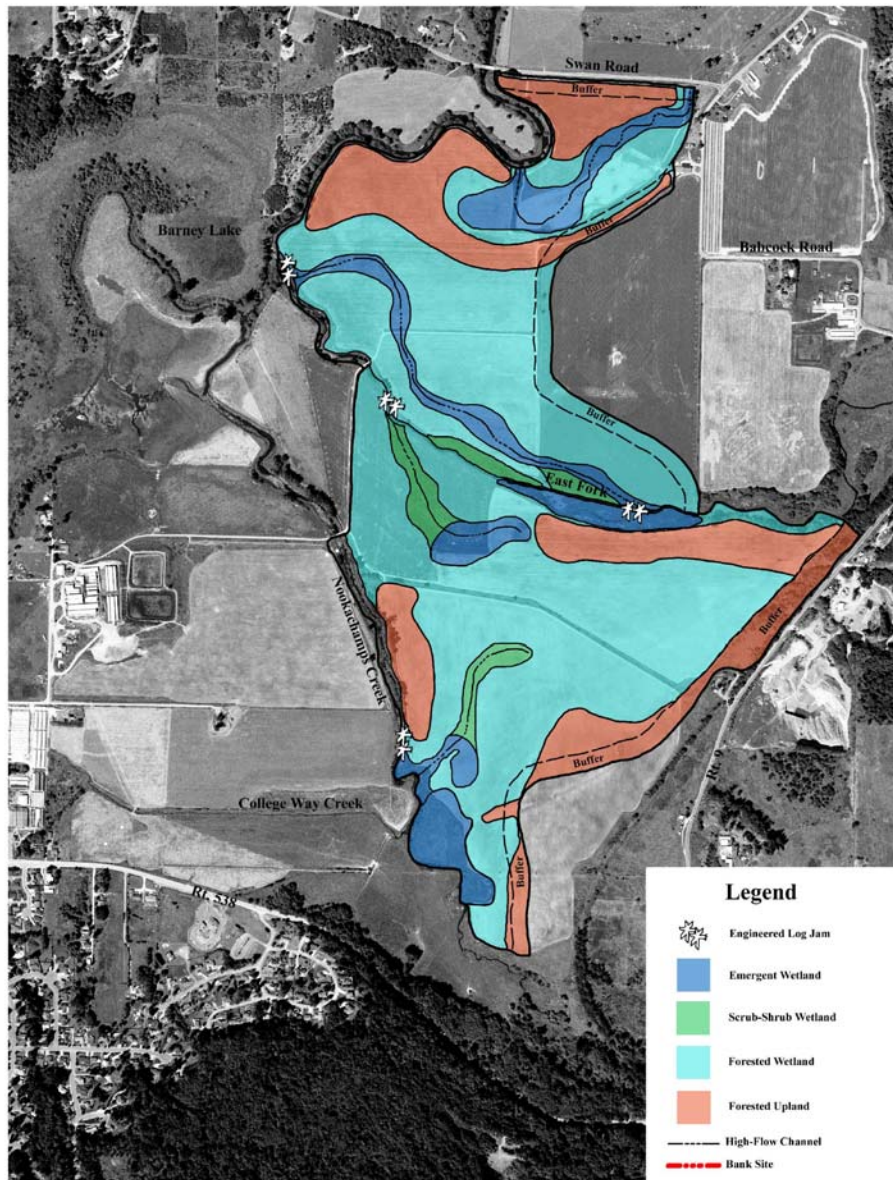 Swan Road
Buffer
Barney Lake
Buffer
Babcock Road
Buffer
East Fork
Buffer
Nookachamps Creek
Rt. 9
Buffer
College Way Creek
Buffer
Rt. 538
Legend
Engineered Log Jam
Emergent Wetland
Scrub-Shrub Wetland
Forested Wetland
Forested Upland
High-Flow Channel
Bank Site